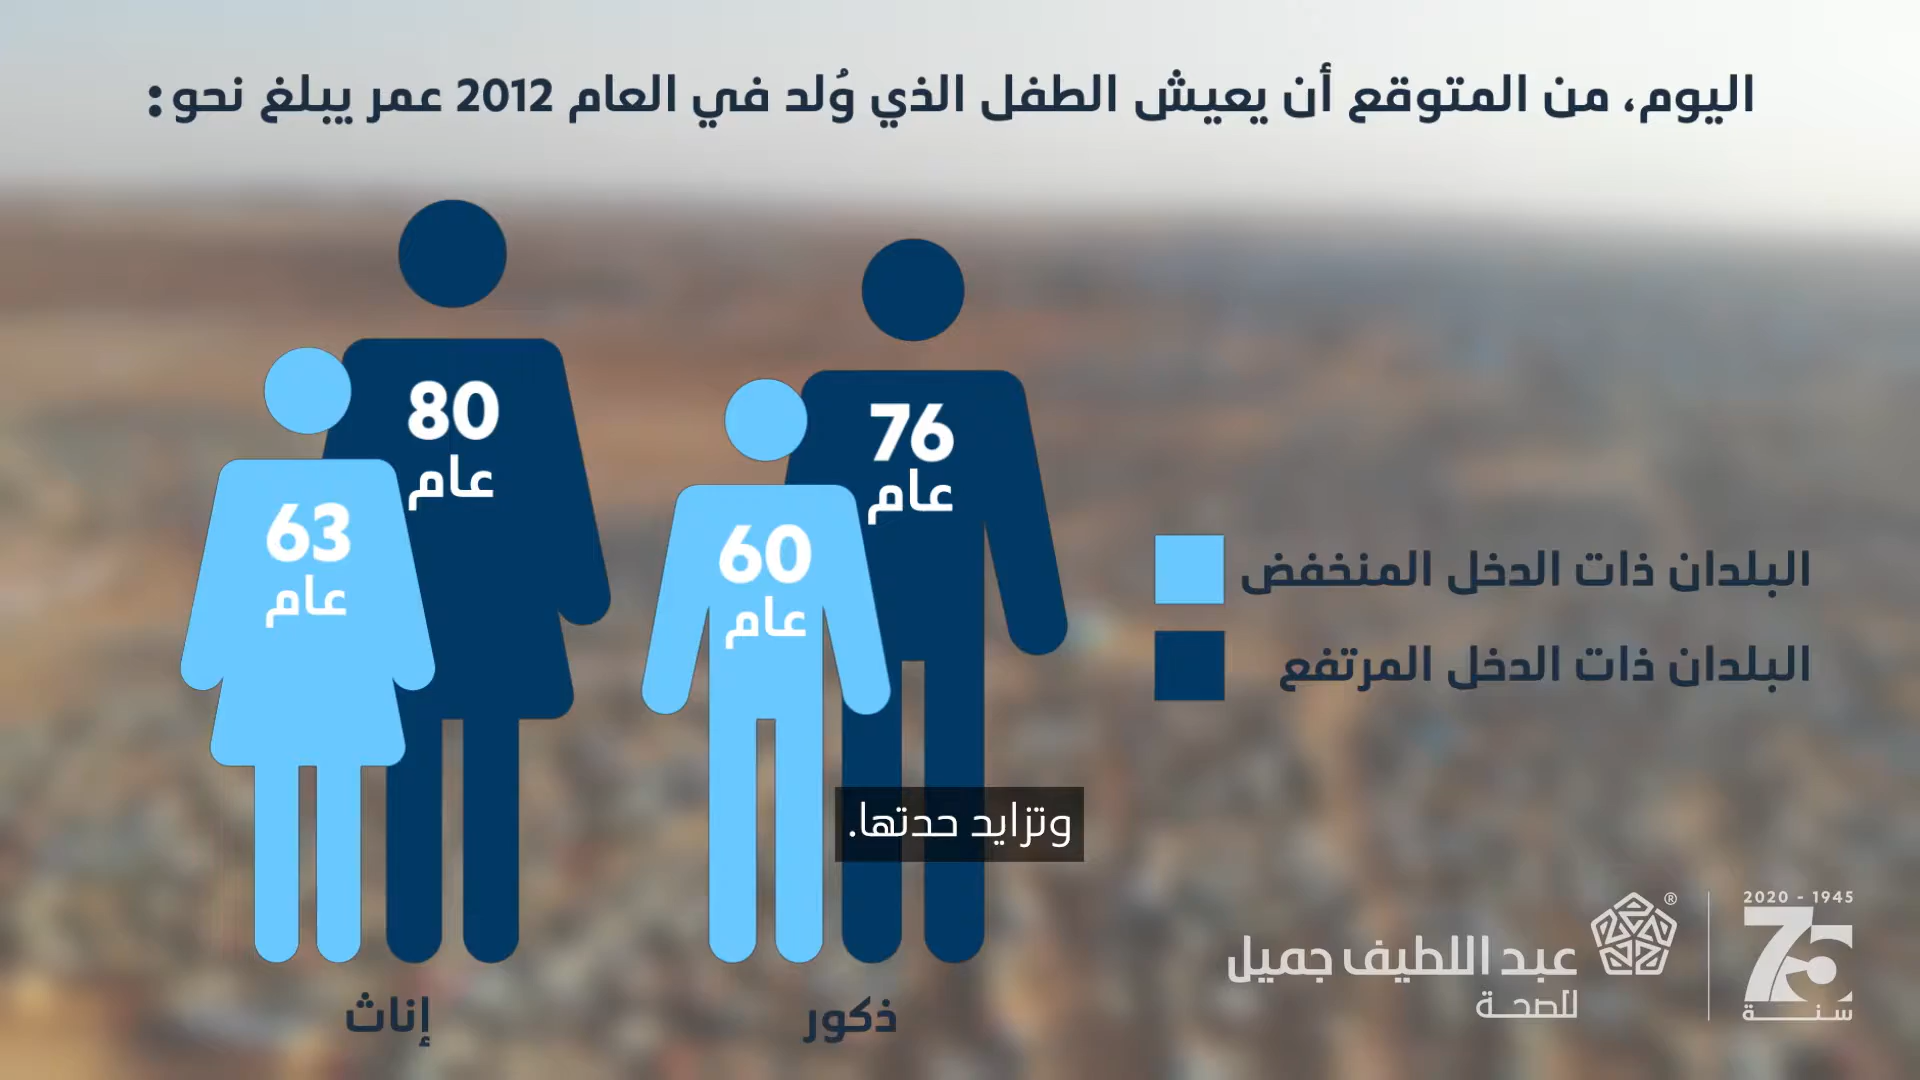 اليوم، من المتوقع أن يعيش الطفل الذي وُلد في العام 2012 عمر يبلغ نحو:
76
عام
80
عام
60
عام
63
عام
البلدان ذات الدخل المنخفض
البلدان ذات الدخل المرتفع
وتزايد حدتها.
ذكور
إناث
2020 - 1945
75
سنة
®
عبد اللطيف جميل
للصحة